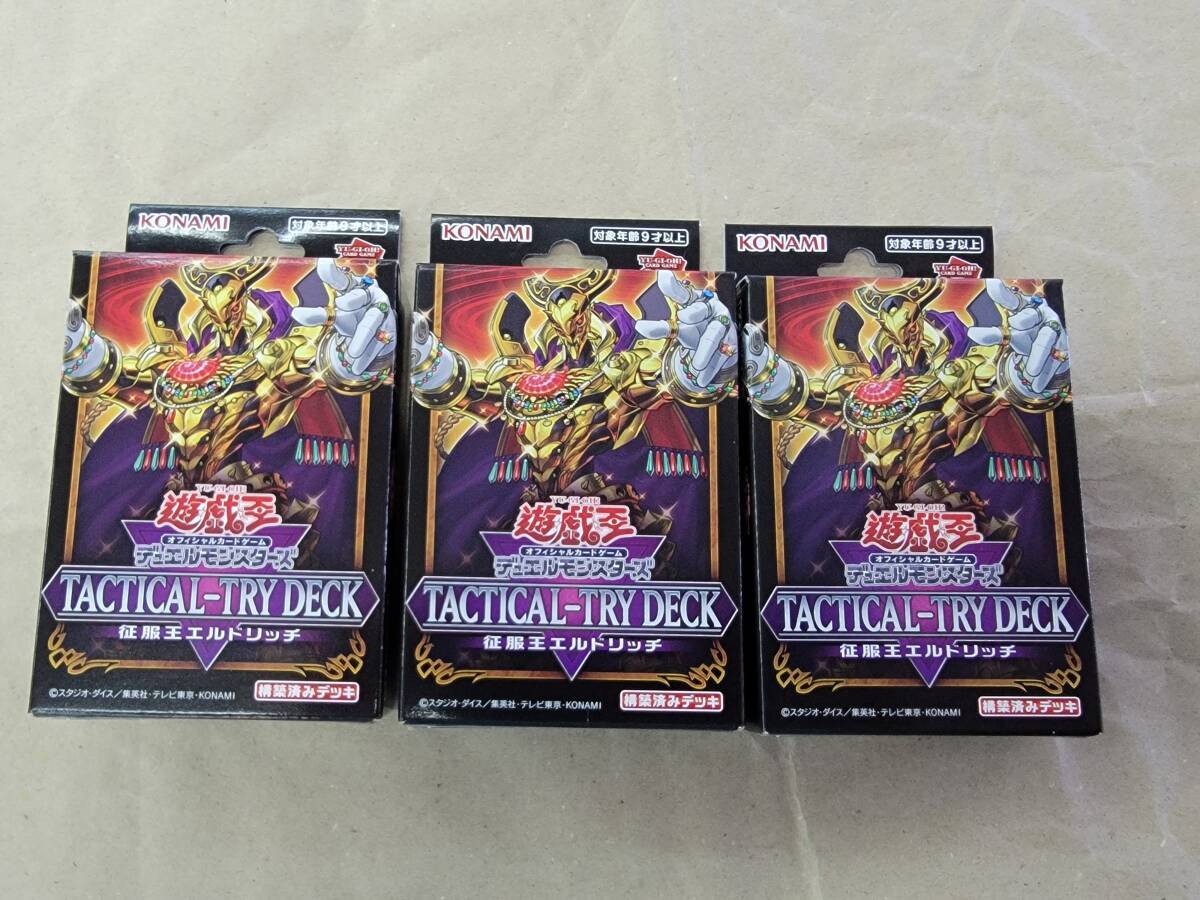 KONAMI
対象年齢9才以上
YU-GI-OH!
CARD GAME
YU-GI-OH!
遊戯王
オフィシャルカードゲーム
デュエルモンスターズ
TACTICAL-TRY DECK
征服王エルドリッチ
©スタジオ・ダイス/集英社・テレビ東京・KONAMI
構築済みデッキ
KONAMI
対象年齢9才以上
YU-GI-OH!
CARD GAME
YU-GI-OH!
遊戯王
オフィシャルカードゲーム
デュエルモンスターズ
TACTICAL-TRY DECK
征服王エルドリッチ
©スタジオ・ダイス/集英社・テレビ東京・KONAMI
構築済みデッキ
KONAMI
対象年齢9才以上
YU-GI-OH!
CARD GAME
YU-GI-OH!
遊戯王
オフィシャルカードゲーム
デュエルモンスターズ
TACTICAL-TRY DECK
征服王エルドリッチ
©スタジオ・ダイス/集英社・テレビ東京・KONAMI
構築済みデッキ